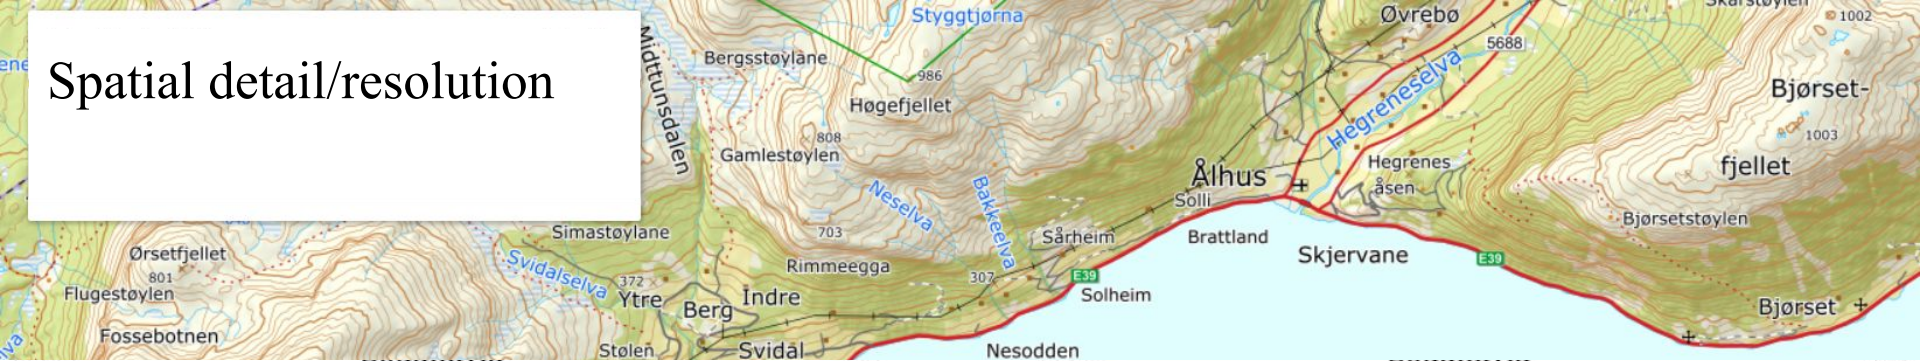 Spatial detail/resolution
Styggtjørna
Øvrebø
1002
Midttunsdalen
Bergsstøylane
5688
986
Høgefjellet
Hegreneselva
Bjørset-
fjellet
1003
808
Gamlestøylen
Neselva
Bakkeelva
Ålhus
Solli
Hegrenes
åsen
Bjørsetstøylen
703
Simastøylane
Sårheim
Brattland
Skjervane
Ørsetfjellet
801
Flugestøylen
Svidalselva
Rimmeegga
307
E39
E39
Solheim
372
Ytre
Indre
Berg
Bjørset
Fossebotnen
Stølen
Svidal
Nesodden